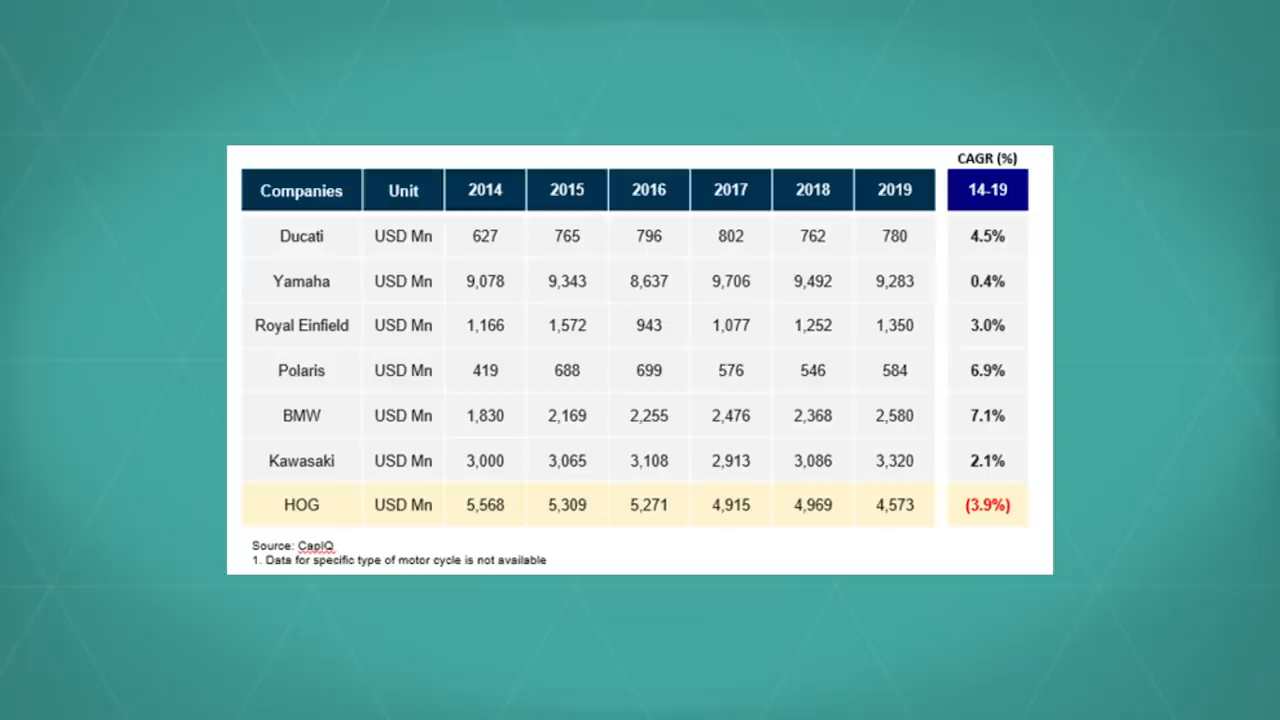 CAGR (%)
Companies Unit 2014 2015 2016 2017 2018 2019 14-19
Ducati USD Mn 627 765 796 802 762 780 4.5%
Yamaha USD Mn 9,078 9,343 8,637 9,706 9,492 9,283 0.4%
Royal Einfield USD Mn 1,166 1,572 943 1,077 1,252 1,350 3.0%
Polaris USD Mn 419 688 699 576 546 584 6.9%
BMW USD Mn 1,830 2,169 2,255 2,476 2,368 2,580 7.1%
Kawasaki USD Mn 3,000 3,065 3,108 2,913 3,086 3,320 2.1%
HOG USD Mn 5,568 5,309 5,271 4,915 4,969 4,573 (3.9%)
Source: CapIQ
1. Data for specific type of motor cycle is not available